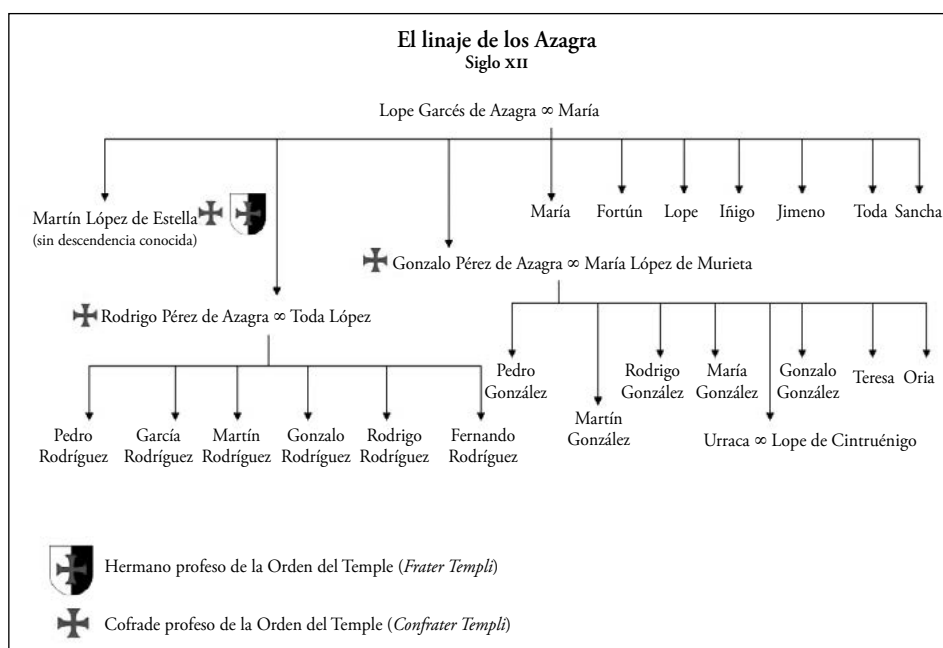 El linaje de los Azagra
Siglo XII
Lope Garcés de Azagra ∞ María
Martín López de Estella
(sin descendencia conocida)
María
Fortún
Lope
Iñigo
Jimeno
Toda
Sancha
Gonzalo Pérez de Azagra ∞ María López de Murieta
Rodrigo Pérez de Azagra ∞ Toda López
Pedro
González
Martín
González
Rodrigo
González
María
González
Gonzalo
González
Teresa
Oria
Urraca ∞ Lope de Cintruénigo
Pedro
Rodríguez
García
Rodríguez
Martín
Rodríguez
Gonzalo
Rodríguez
Rodrigo
Rodríguez
Fernando
Rodríguez
Hermano profeso de la Orden del Temple (Frater Templi)
Cofrade profeso de la Orden del Temple (Confrater Templi)